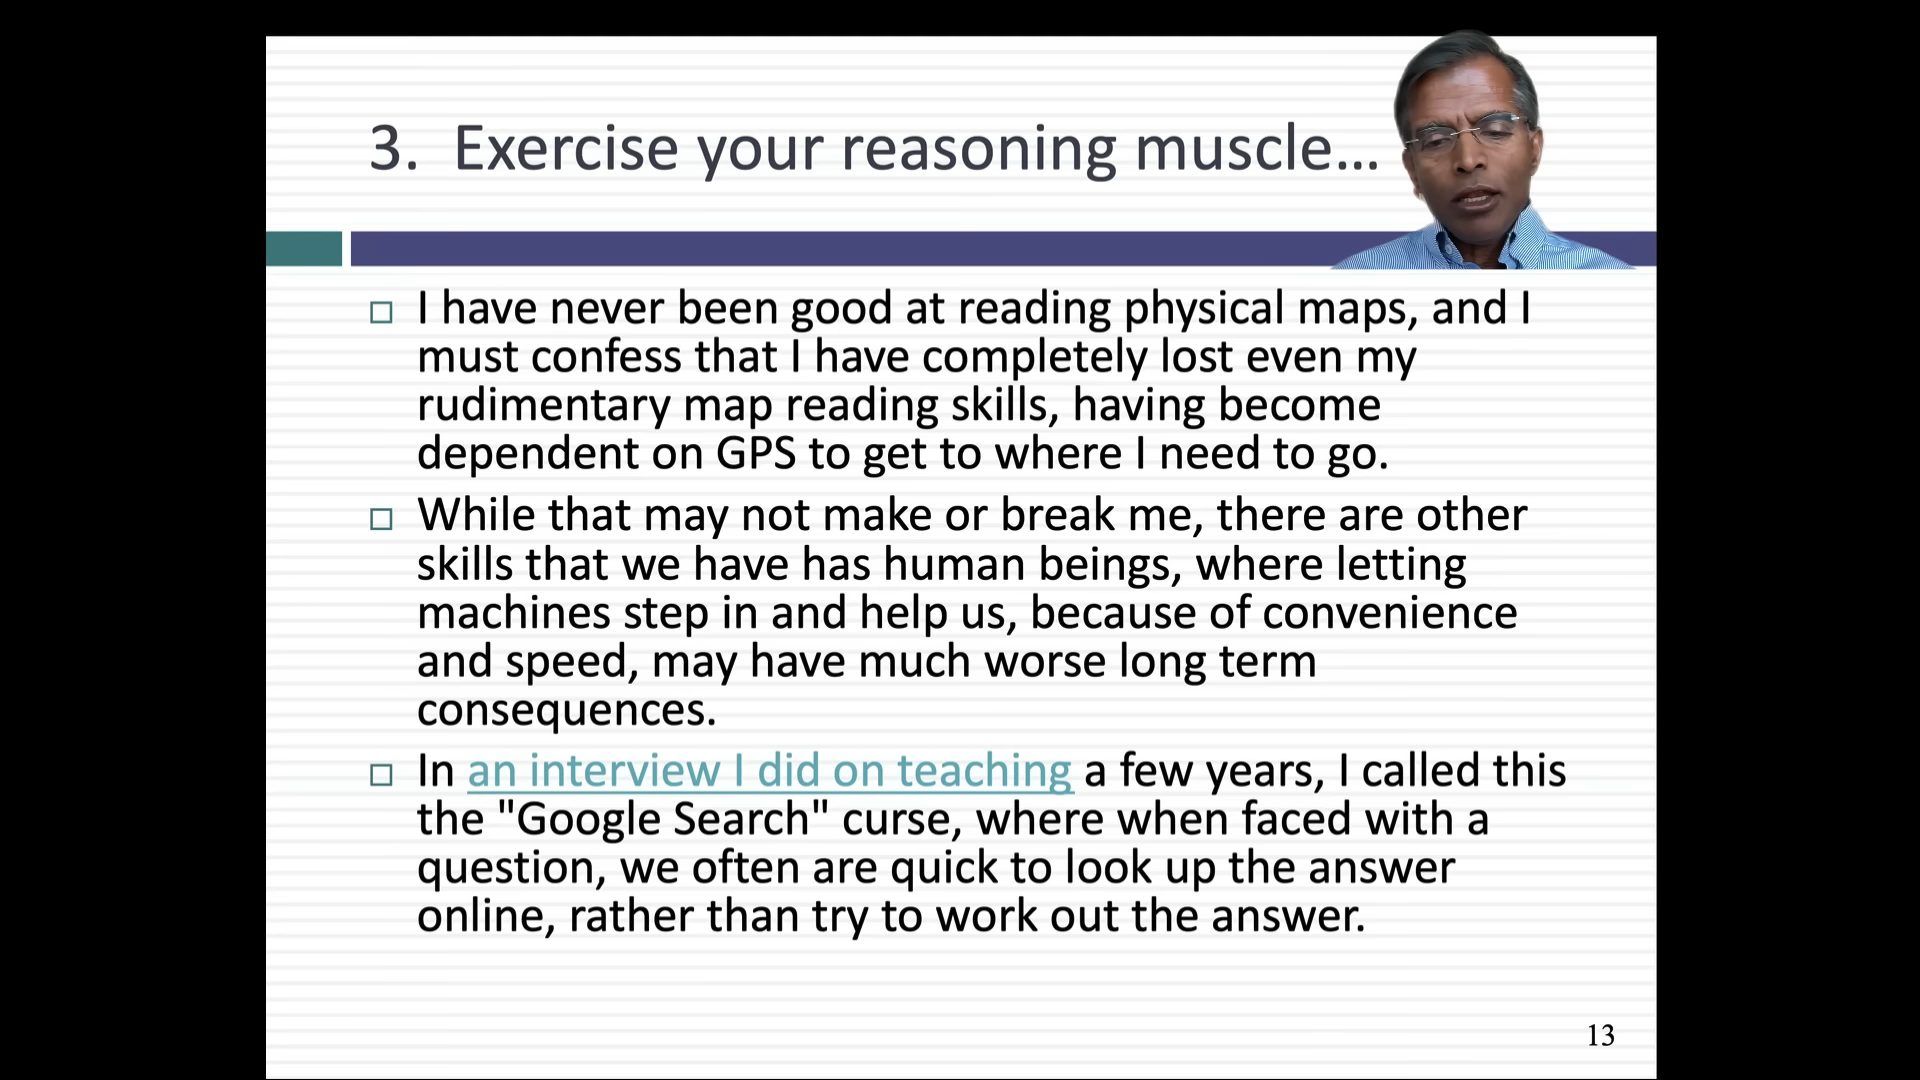 3. Exercise your reasoning muscle…
I have never been good at reading physical maps, and I
must confess that I have completely lost even my
rudimentary map reading skills, having become
dependent on GPS to get to where I need to go.
While that may not make or break me, there are other
skills that we have has human beings, where letting
machines step in and help us, because of convenience
and speed, may have much worse long term
consequences.
In an interview I did on teaching a few years, I called this
the "Google Search" curse, where when faced with a
question, we often are quick to look up the answer
online, rather than try to work out the answer.
13